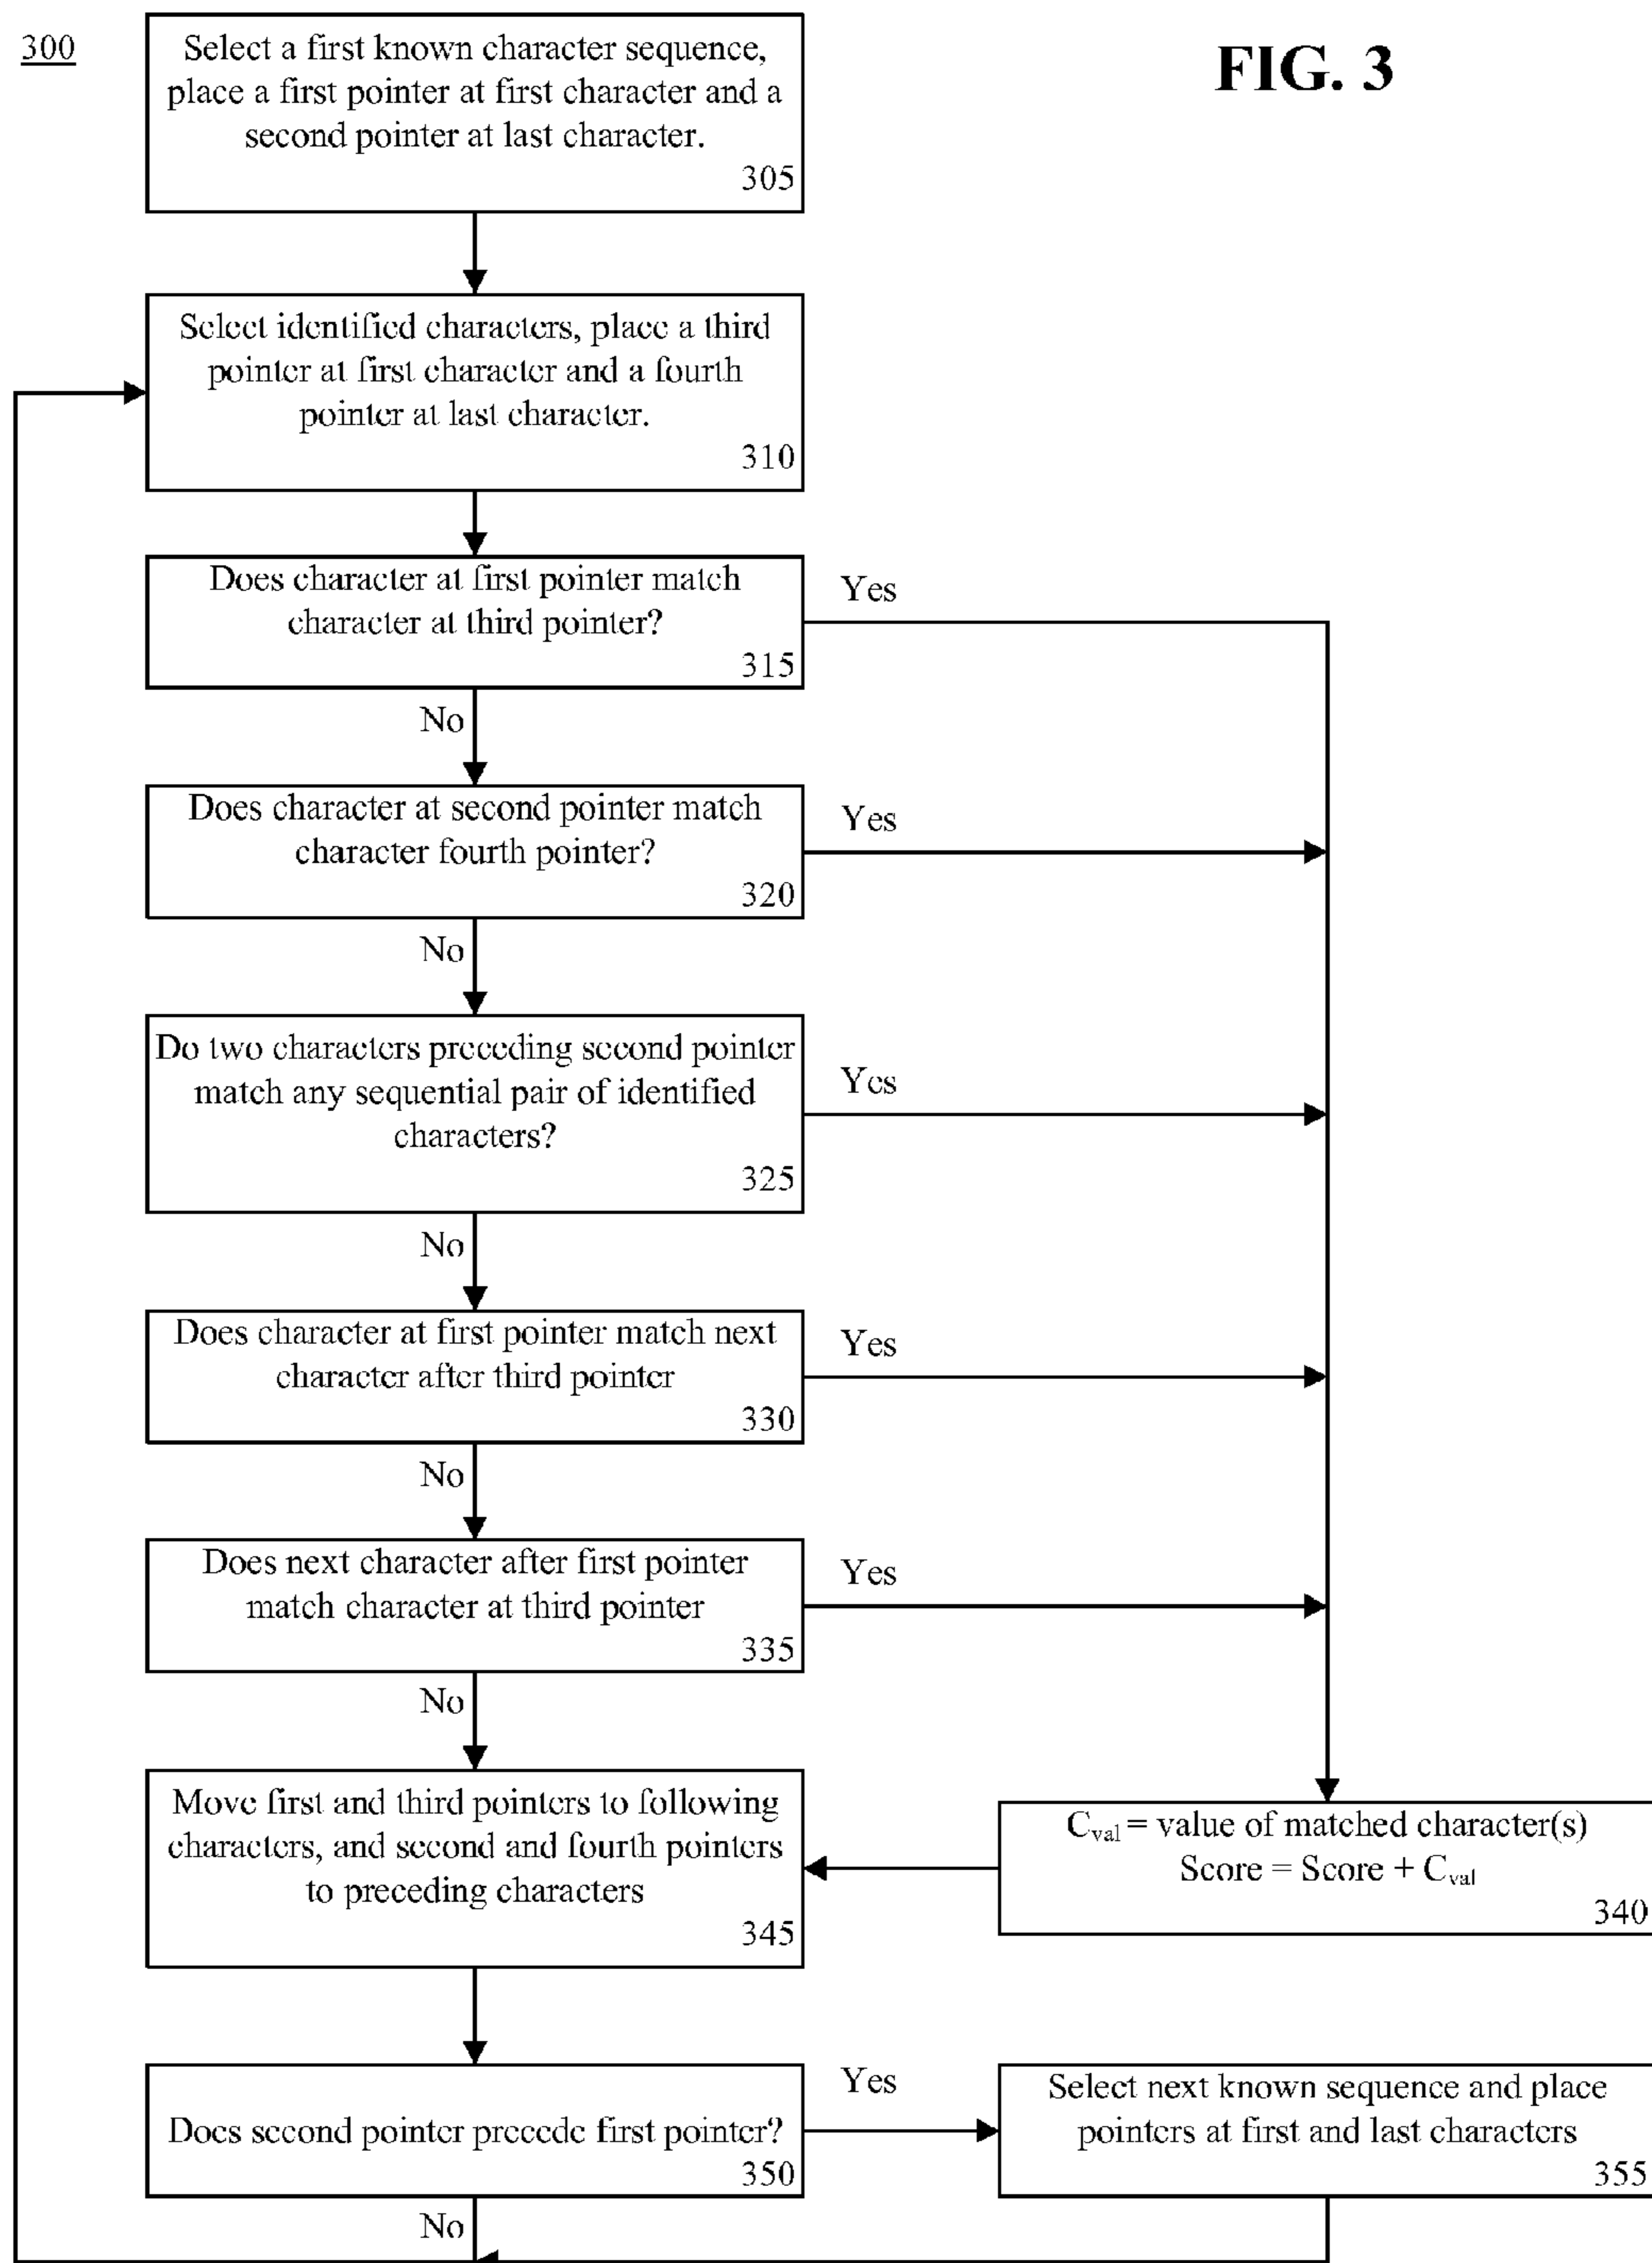 300
FIG. 3
Select a first known character sequence,
place a first pointer at first character and a
second pointer at last character.
305
Select identified characters, place a third
pointer at first character and a fourth
pointer at last character.
310
Does character at first pointer match
character at third pointer?
315
Yes
No
Does character at second pointer match
character fourth pointer?
320
Yes
No
Do two characters preceding second pointer
match any sequential pair of identified
characters?
325
Yes
No
Does character at first pointer match next
character after third pointer
330
Yes
No
Does next character after first pointer
match character at third pointer
335
Yes
No
Move first and third pointers to following
characters, and second and fourth pointers
to preceding characters
345
C_val = value of matched character(s)
Score = Score + C_val
340
Does second pointer precede first pointer?
350
Yes
No
Select next known sequence and place
pointers at first and last characters
355